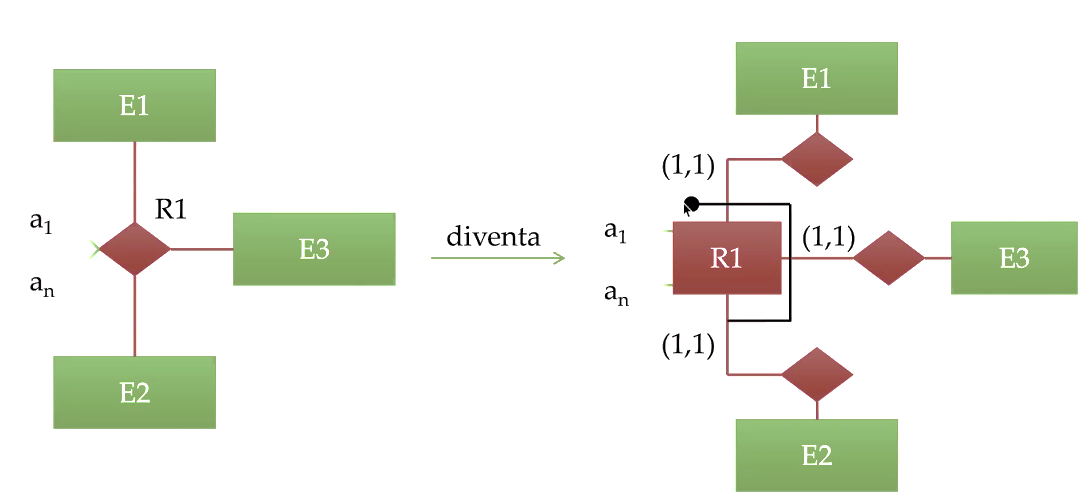 E1
R1
a1
E3
an
E2
diventa
E1
(1,1)
a1
R1
(1,1)
E3
an
(1,1)
E2